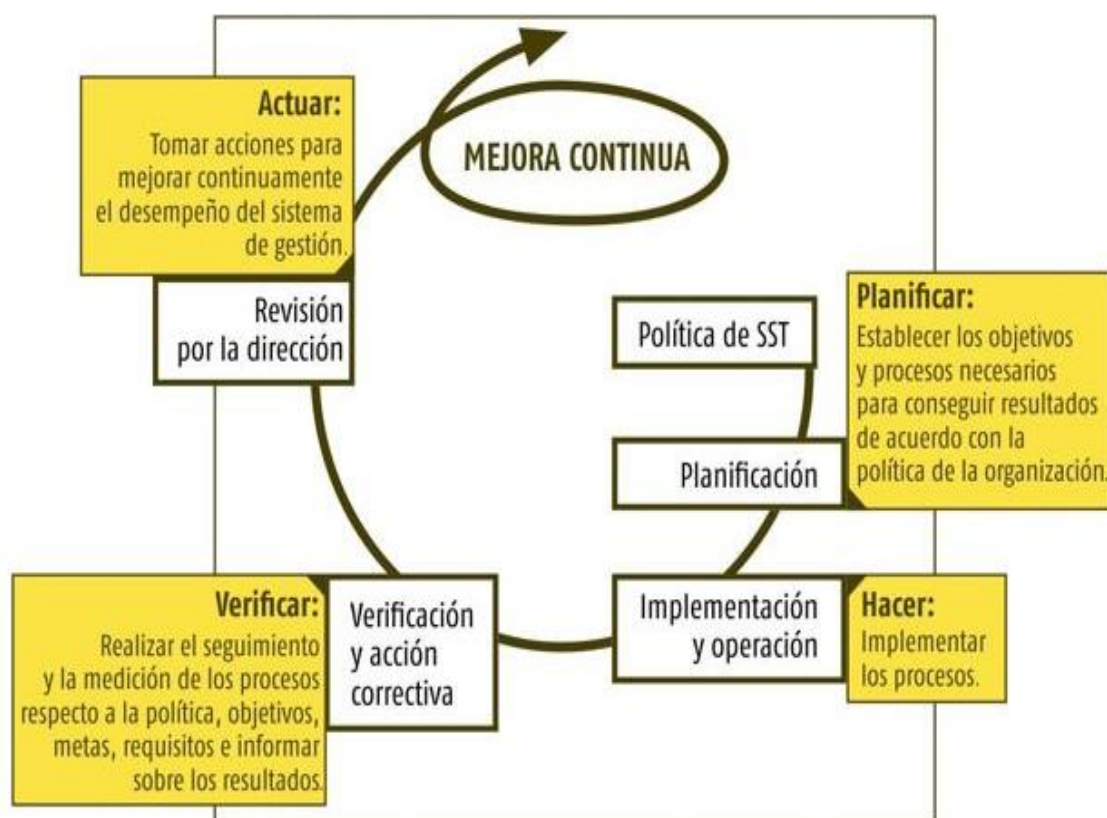 MEJORA CONTINUA
Actuar:
Tomar acciones para
mejorar continuamente
el desempeño del sistema
de gestión.
Revisión
por la dirección
Política de SST
Planificar:
Establecer los objetivos
y procesos necesarios
para conseguir resultados
de acuerdo con la
política de la organización.
Planificación
Implementación
y operación
Hacer:
Implementar
los procesos.
Verificar:
Realizar el seguimiento
y la medición de los procesos
respecto a la política, objetivos,
metas, requisitos e informar
sobre los resultados.
Verificación
y acción
correctiva